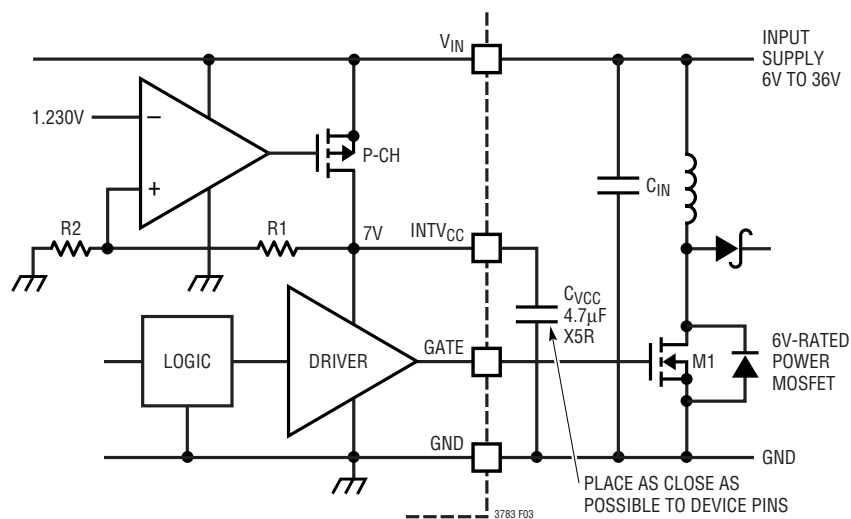 V_IN
INPUT
SUPPLY
6V TO 36V
1.230V
−
+
P-CH
C_IN
R2
R1
7V
INTV_CC
C_VCC
4.7µF
X5R
LOGIC
DRIVER
GATE
M1
6V-RATED
POWER
MOSFET
GND
GND
PLACE AS CLOSE AS
POSSIBLE TO DEVICE PINS
3783 F03